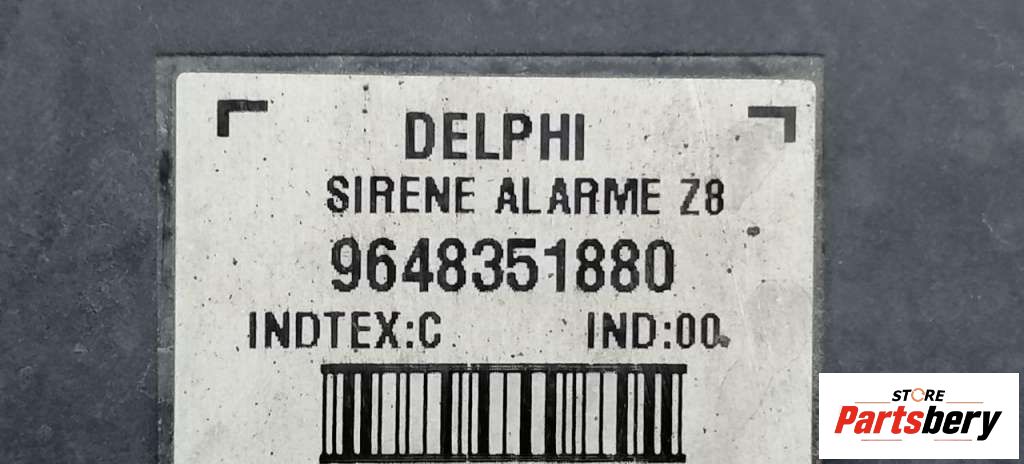 DELPHI
SIRENE ALARME Z8
9648351880
INDTEX:C IND:00
STORE
Partsbery